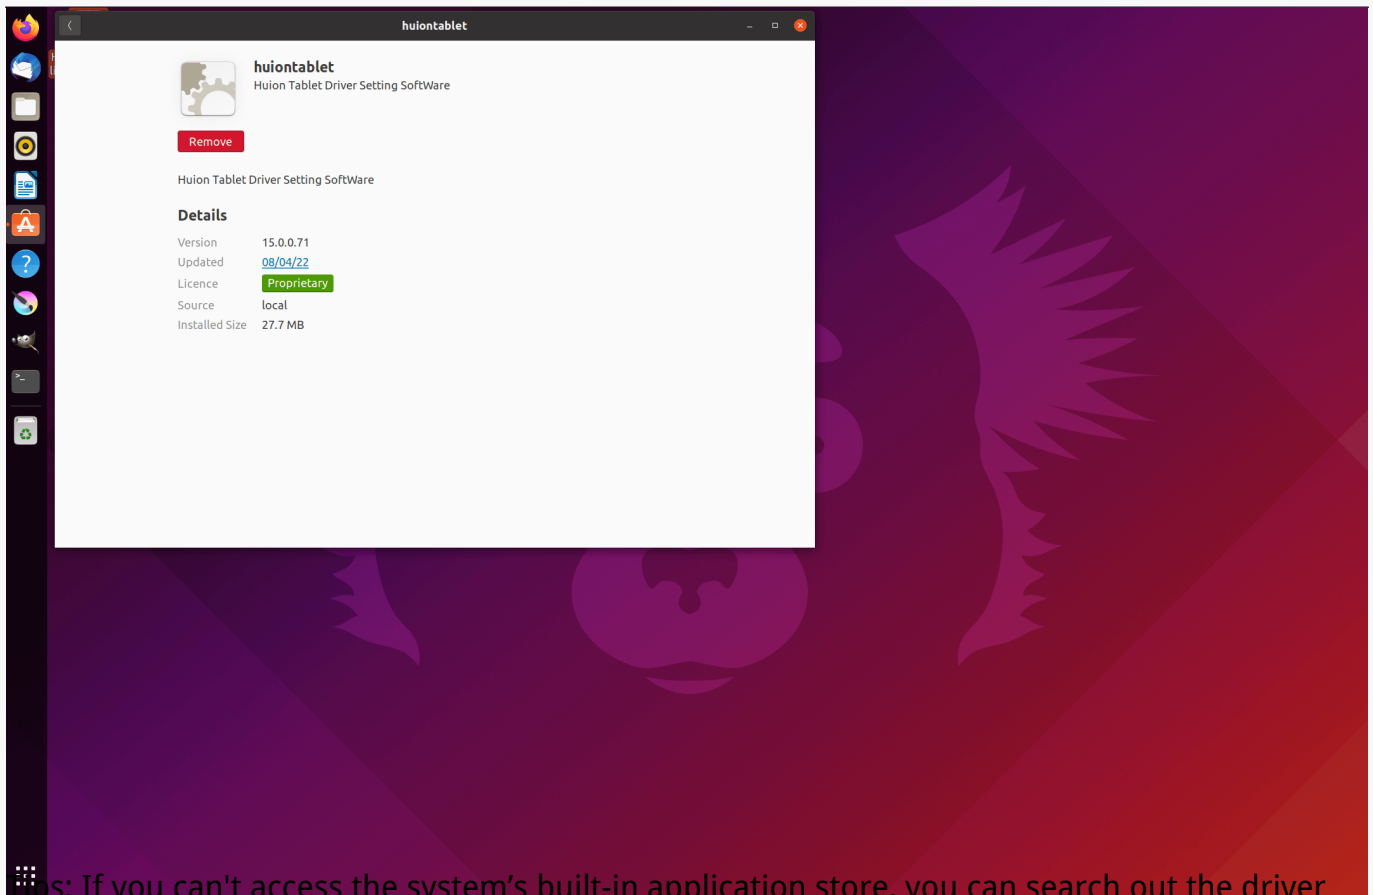 huiontablet
huiontablet
Huion Tablet Driver Setting SoftWare
Remove
Huion Tablet Driver Setting SoftWare
Details
Version 15.0.0.71
Updated 08/04/22
Licence Proprietary
Source local
Installed Size 27.7 MB
Tips: If you can't access the system’s built-in application store, you can search out the driver